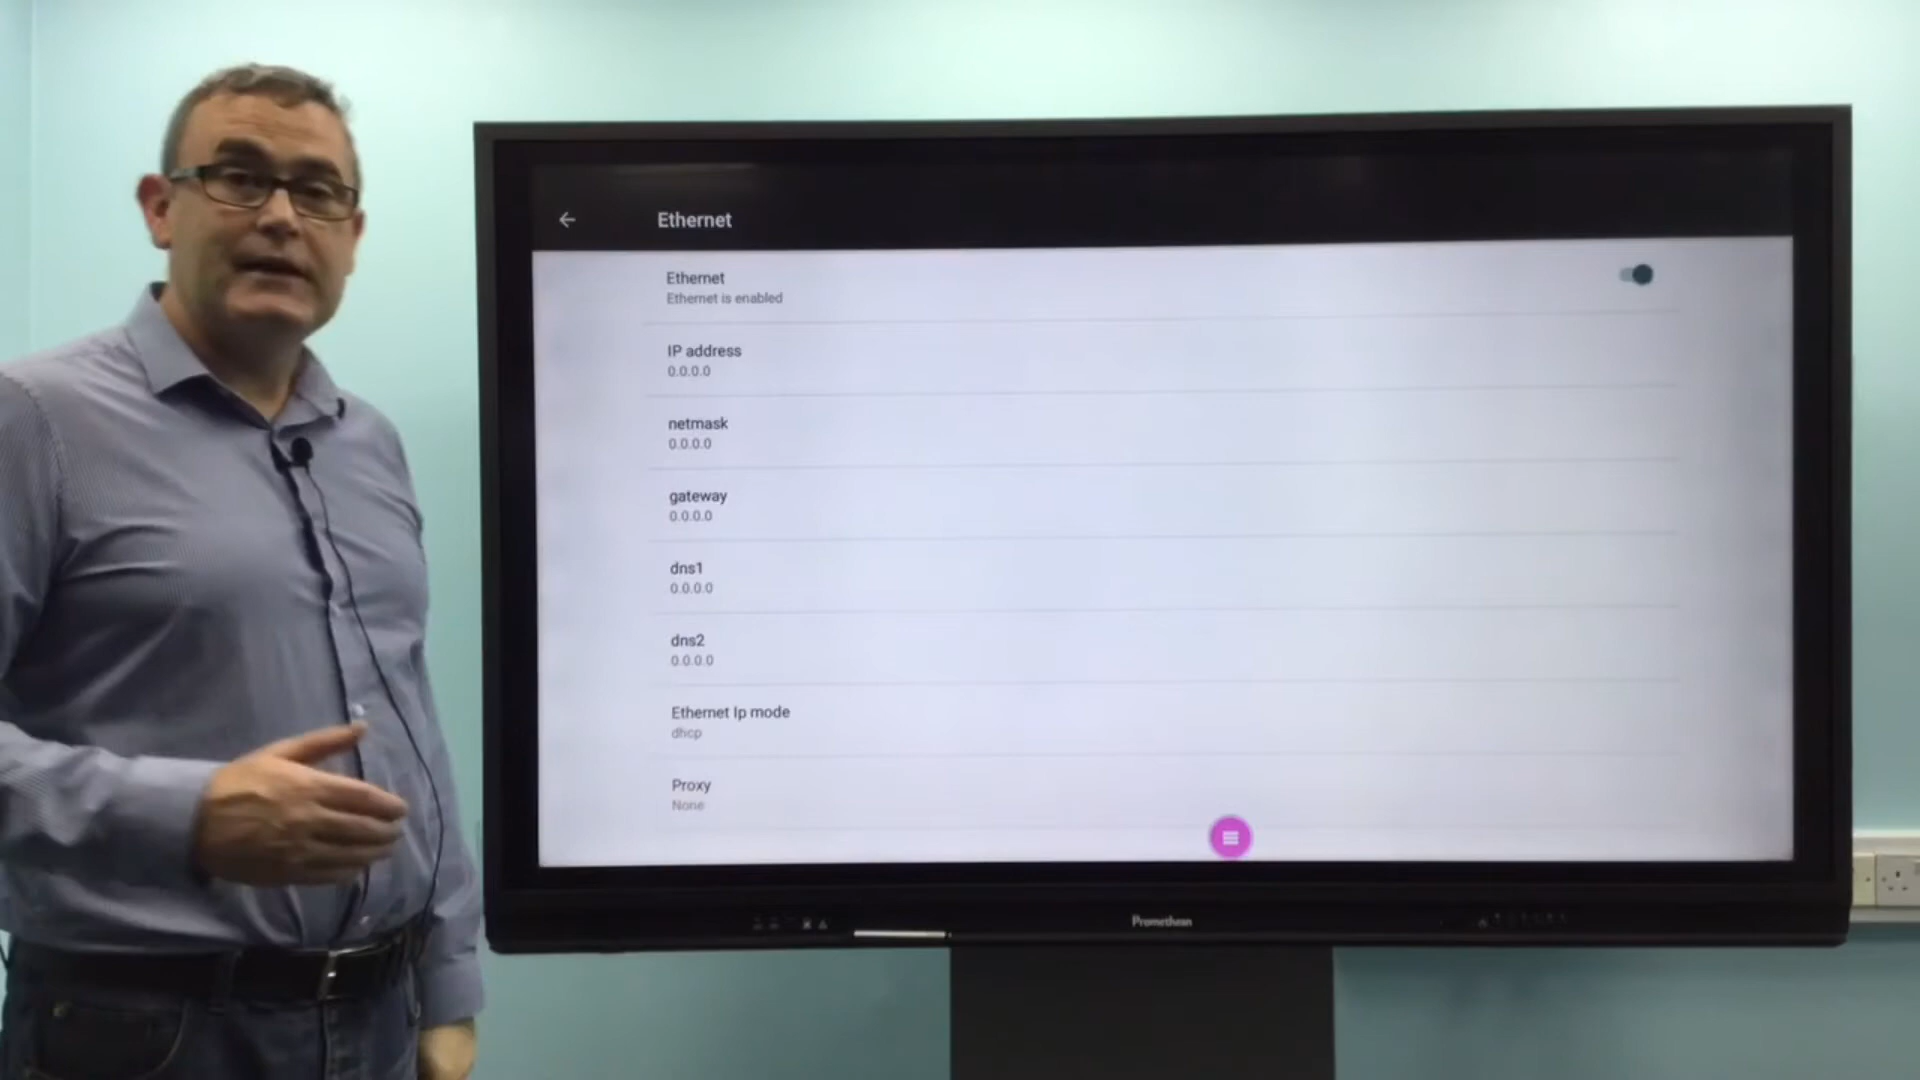 Ethernet
Ethernet
Ethernet is enabled
IP address
0.0.0.0
netmask
0.0.0.0
gateway
0.0.0.0
dns1
0.0.0.0
dns2
0.0.0.0
Ethernet Ip mode
dhcp
Proxy
None
Promethean